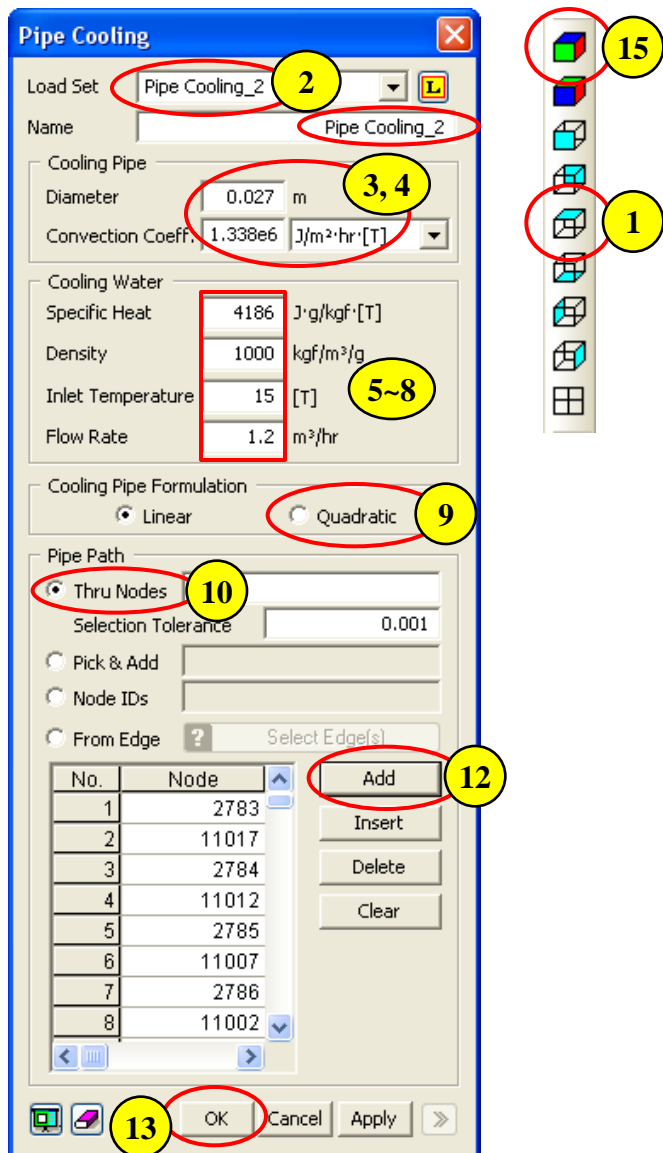 Pipe Cooling
Load Set Pipe Cooling_2 2 L
Name Pipe Cooling_2
Cooling Pipe
Diameter 0.027 m
Convection Coeff. 1.338e6 J/m²·hr·[T]
3, 4
Cooling Water
Specific Heat 4186 J·g/kgf·[T]
Density 1000 kgf/m³/g
Inlet Temperature 15 [T]
Flow Rate 1.2 m³/hr
5~8
Cooling Pipe Formulation
Linear Quadratic 9
Pipe Path
Thru Nodes 10
Selection Tolerance 0.001
Pick & Add
Node IDs
From Edge ? Select Edge(s)
No. Node
1 2783
2 11017
3 2784
4 11012
5 2785
6 11007
7 2786
8 11002
Add 12
Insert
Delete
Clear
13 OK Cancel Apply >>
15
1